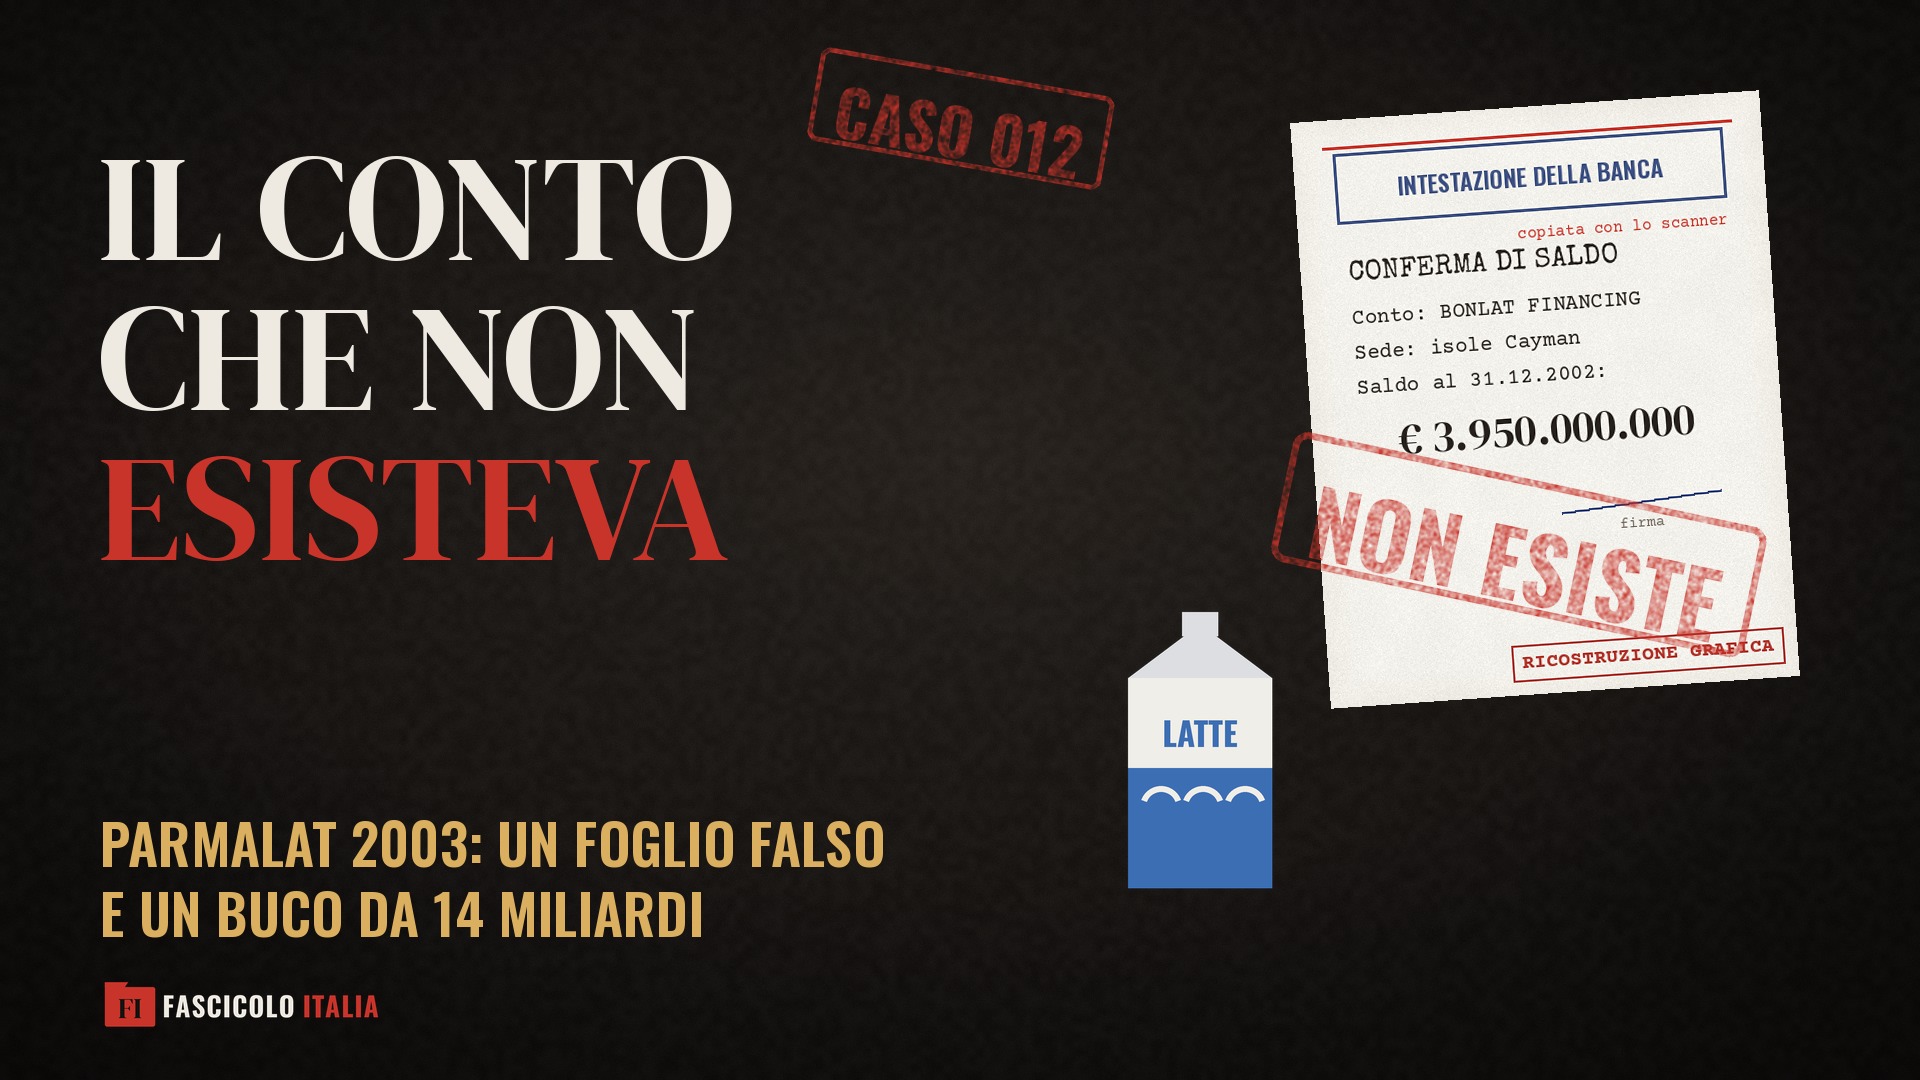 CASO 012
IL CONTO
CHE NON
ESISTEVA
INTESTAZIONE DELLA BANCA
copiata con lo scanner
CONFERMA DI SALDO
Conto: BONLAT FINANCING
Sede: isole Cayman
Saldo al 31.12.2002:
€ 3.950.000.000
firma
NON ESISTE
RICOSTRUZIONE GRAFICA
LATTE
PARMALAT 2003: UN FOGLIO FALSO
E UN BUCO DA 14 MILIARDI
FI FASCICOLO ITALIA